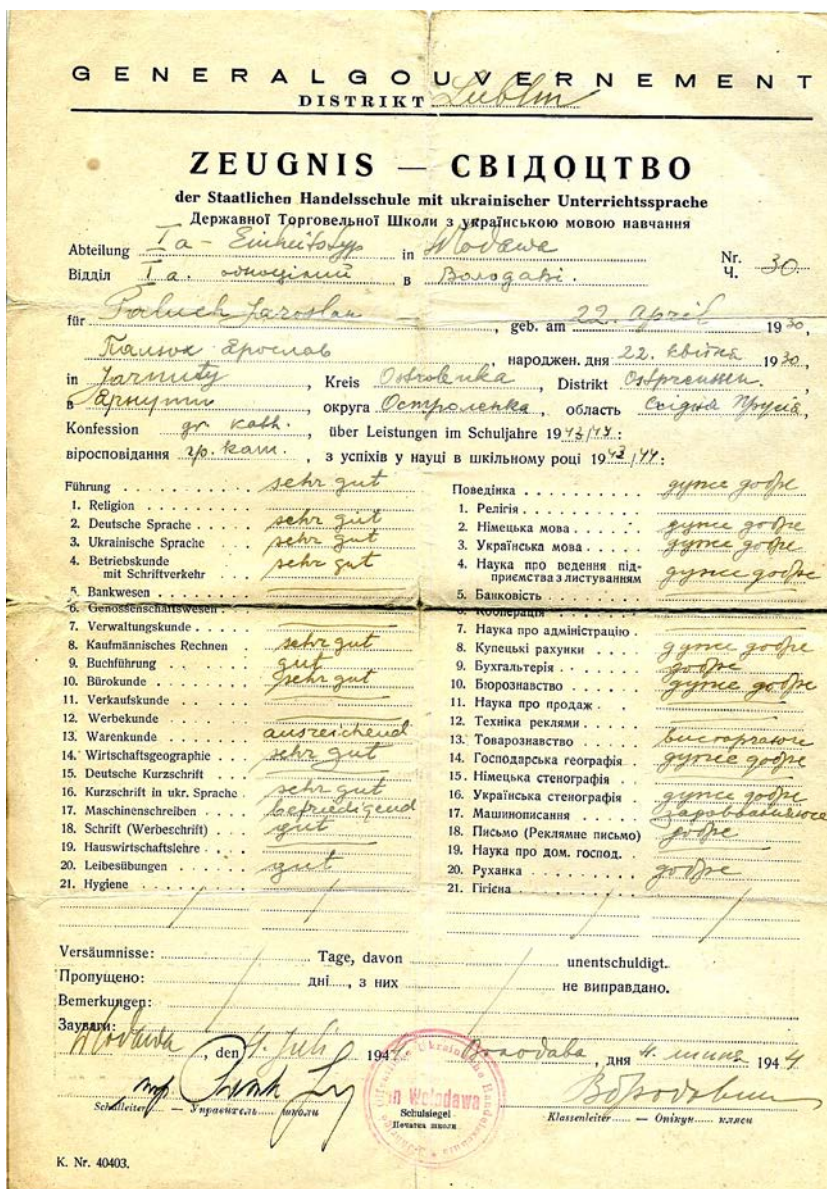 GENERALGOUVERNEMENT
DISTRIKT Lublin
ZEUGNIS — СВІДОЦТВО
der Staatlichen Handelsschule mit ukrainischer Unterrichtssprache
Державної Торговельної Школи з українською мовою навчання
Abteilung Ia - Einheitstyp in Wlodawa Nr.
Відділ Iа. одноцілий в Володаві. Ч. 30
für Paluch Jaroslau, geb. am 22. April 1930,
Палюх Ярослав, народжен. дня 22. квітня 1930,
in Jarnuty, Kreis Ostrolenka, Distrikt Ostpreussen.
в Ярнути, округа Остроленка, область Східня Прусія,
Konfession gr. kath., über Leistungen im Schuljahre 1943/44:
віросповідання гр. кат., з успіхів у науці в шкільному році 1943/44:
Führung sehr gut Поведінка дуже добре
1. Religion 1. Релігія
2. Deutsche Sprache sehr gut 2. Німецька мова дуже добре
3. Ukrainische Sprache sehr gut 3. Українська мова дуже добре
4. Betriebskunde mit Schriftverkehr sehr gut 4. Наука про ведення підприємства з листуванням дуже добре
5. Bankwesen 5. Банковість
6. Genossenschaftswesen 6. Кооперація
7. Verwaltungskunde 7. Наука про адміністрацію
8. Kaufmännisches Rechnen sehr gut 8. Купецькі рахунки дуже добре
9. Buchführung gut 9. Бухгальтерія добре
10. Bürokunde sehr gut 10. Бюрознавство дуже добре
11. Verkaufskunde 11. Наука про продаж
12. Werbekunde 12. Техніка реклями
13. Warenkunde ausreichend 13. Товарознавство вистарчаюче
14. Wirtschaftsgeographie sehr gut 14. Господарська географія дуже добре
15. Deutsche Kurzschrift 15. Німецька стенографія
16. Kurzschrift in ukr. Sprache sehr gut 16. Українська стенографія дуже добре
17. Maschinenschreiben befriedigend 17. Машинописання
18. Schrift (Werbeschrift) gut 18. Письмо (Реклямне письмо) добре
19. Hauswirtschaftslehre 19. Наука про дом. господ.
20. Leibesübungen gut 20. Руханка добре
21. Hygiene 21. Гігієна
Versäumnisse: Tage, davon unentschuldigt.
Пропущено: дні, з них не виправдано.
Bemerkungen:
Зауваги:
Wlodawa, den 4. Juli 1944 Володава, дня 4. липня 1944
in Wolodawa
Schulleiter — Управитель школи Schulsiegel Klassenleiter — Опікун кляси
Печатка школи
K. Nr. 40403.